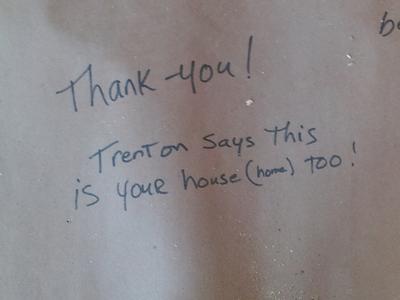 Thank you!
Trenton says this
is your house (home) too!